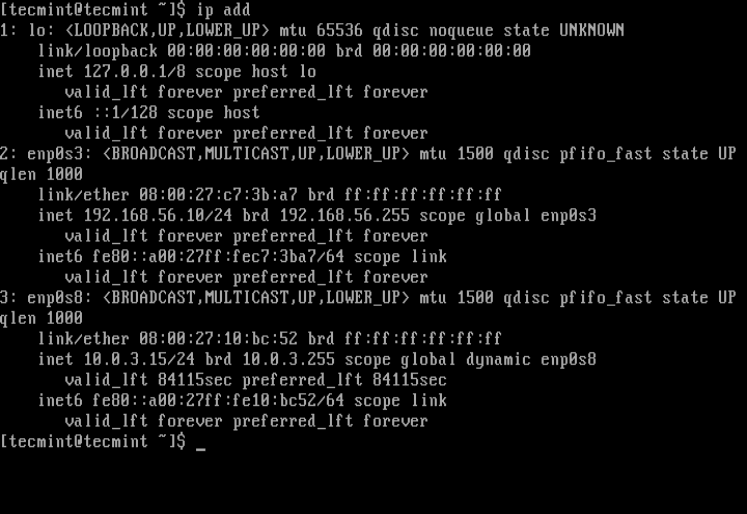 [tecmint@tecmint ~]$ ip add
1: lo: <LOOPBACK,UP,LOWER_UP> mtu 65536 qdisc noqueue state UNKNOWN
    link/loopback 00:00:00:00:00:00 brd 00:00:00:00:00:00
    inet 127.0.0.1/8 scope host lo
       valid_lft forever preferred_lft forever
    inet6 ::1/128 scope host
       valid_lft forever preferred_lft forever
2: enp0s3: <BROADCAST,MULTICAST,UP,LOWER_UP> mtu 1500 qdisc pfifo_fast state UP
qlen 1000
    link/ether 08:00:27:c7:3b:a7 brd ff:ff:ff:ff:ff:ff
    inet 192.168.56.10/24 brd 192.168.56.255 scope global enp0s3
       valid_lft forever preferred_lft forever
    inet6 fe80::a00:27ff:fec7:3ba7/64 scope link
       valid_lft forever preferred_lft forever
3: enp0s8: <BROADCAST,MULTICAST,UP,LOWER_UP> mtu 1500 qdisc pfifo_fast state UP
qlen 1000
    link/ether 08:00:27:10:bc:52 brd ff:ff:ff:ff:ff:ff
    inet 10.0.3.15/24 brd 10.0.3.255 scope global dynamic enp0s8
       valid_lft 84115sec preferred_lft 84115sec
    inet6 fe80::a00:27ff:fe10:bc52/64 scope link
       valid_lft forever preferred_lft forever
[tecmint@tecmint ~]$ _